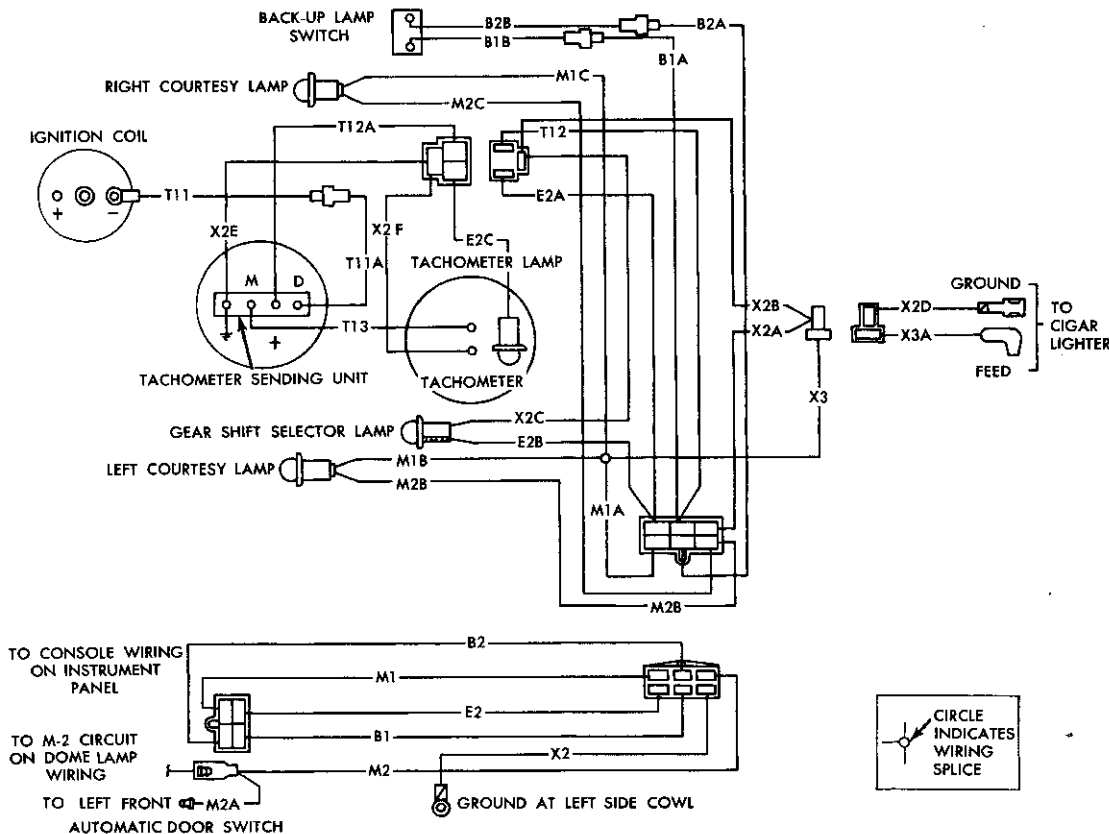 BACK-UP LAMP
SWITCH
B2B
B2A
B1B
B1A
RIGHT COURTESY LAMP
M1C
M2C
IGNITION COIL
T12A
T12
+
-
T11
E2A
X2E
X2F
E2C
T11A
TACHOMETER LAMP
M
D
+
T13
TACHOMETER SENDING UNIT
TACHOMETER
X2B
X2A
GROUND
X2D
X3A
FEED
TO
CIGAR
LIGHTER
X3
GEAR SHIFT SELECTOR LAMP
X2C
E2B
LEFT COURTESY LAMP
M1B
M2B
M1A
M2B
TO CONSOLE WIRING
ON INSTRUMENT
PANEL
B2
M1
E2
B1
X2
TO M-2 CIRCUIT
ON DOME LAMP
WIRING
M2
TO LEFT FRONT
M2A
AUTOMATIC DOOR SWITCH
GROUND AT LEFT SIDE COWL
CIRCLE
INDICATES
WIRING
SPLICE